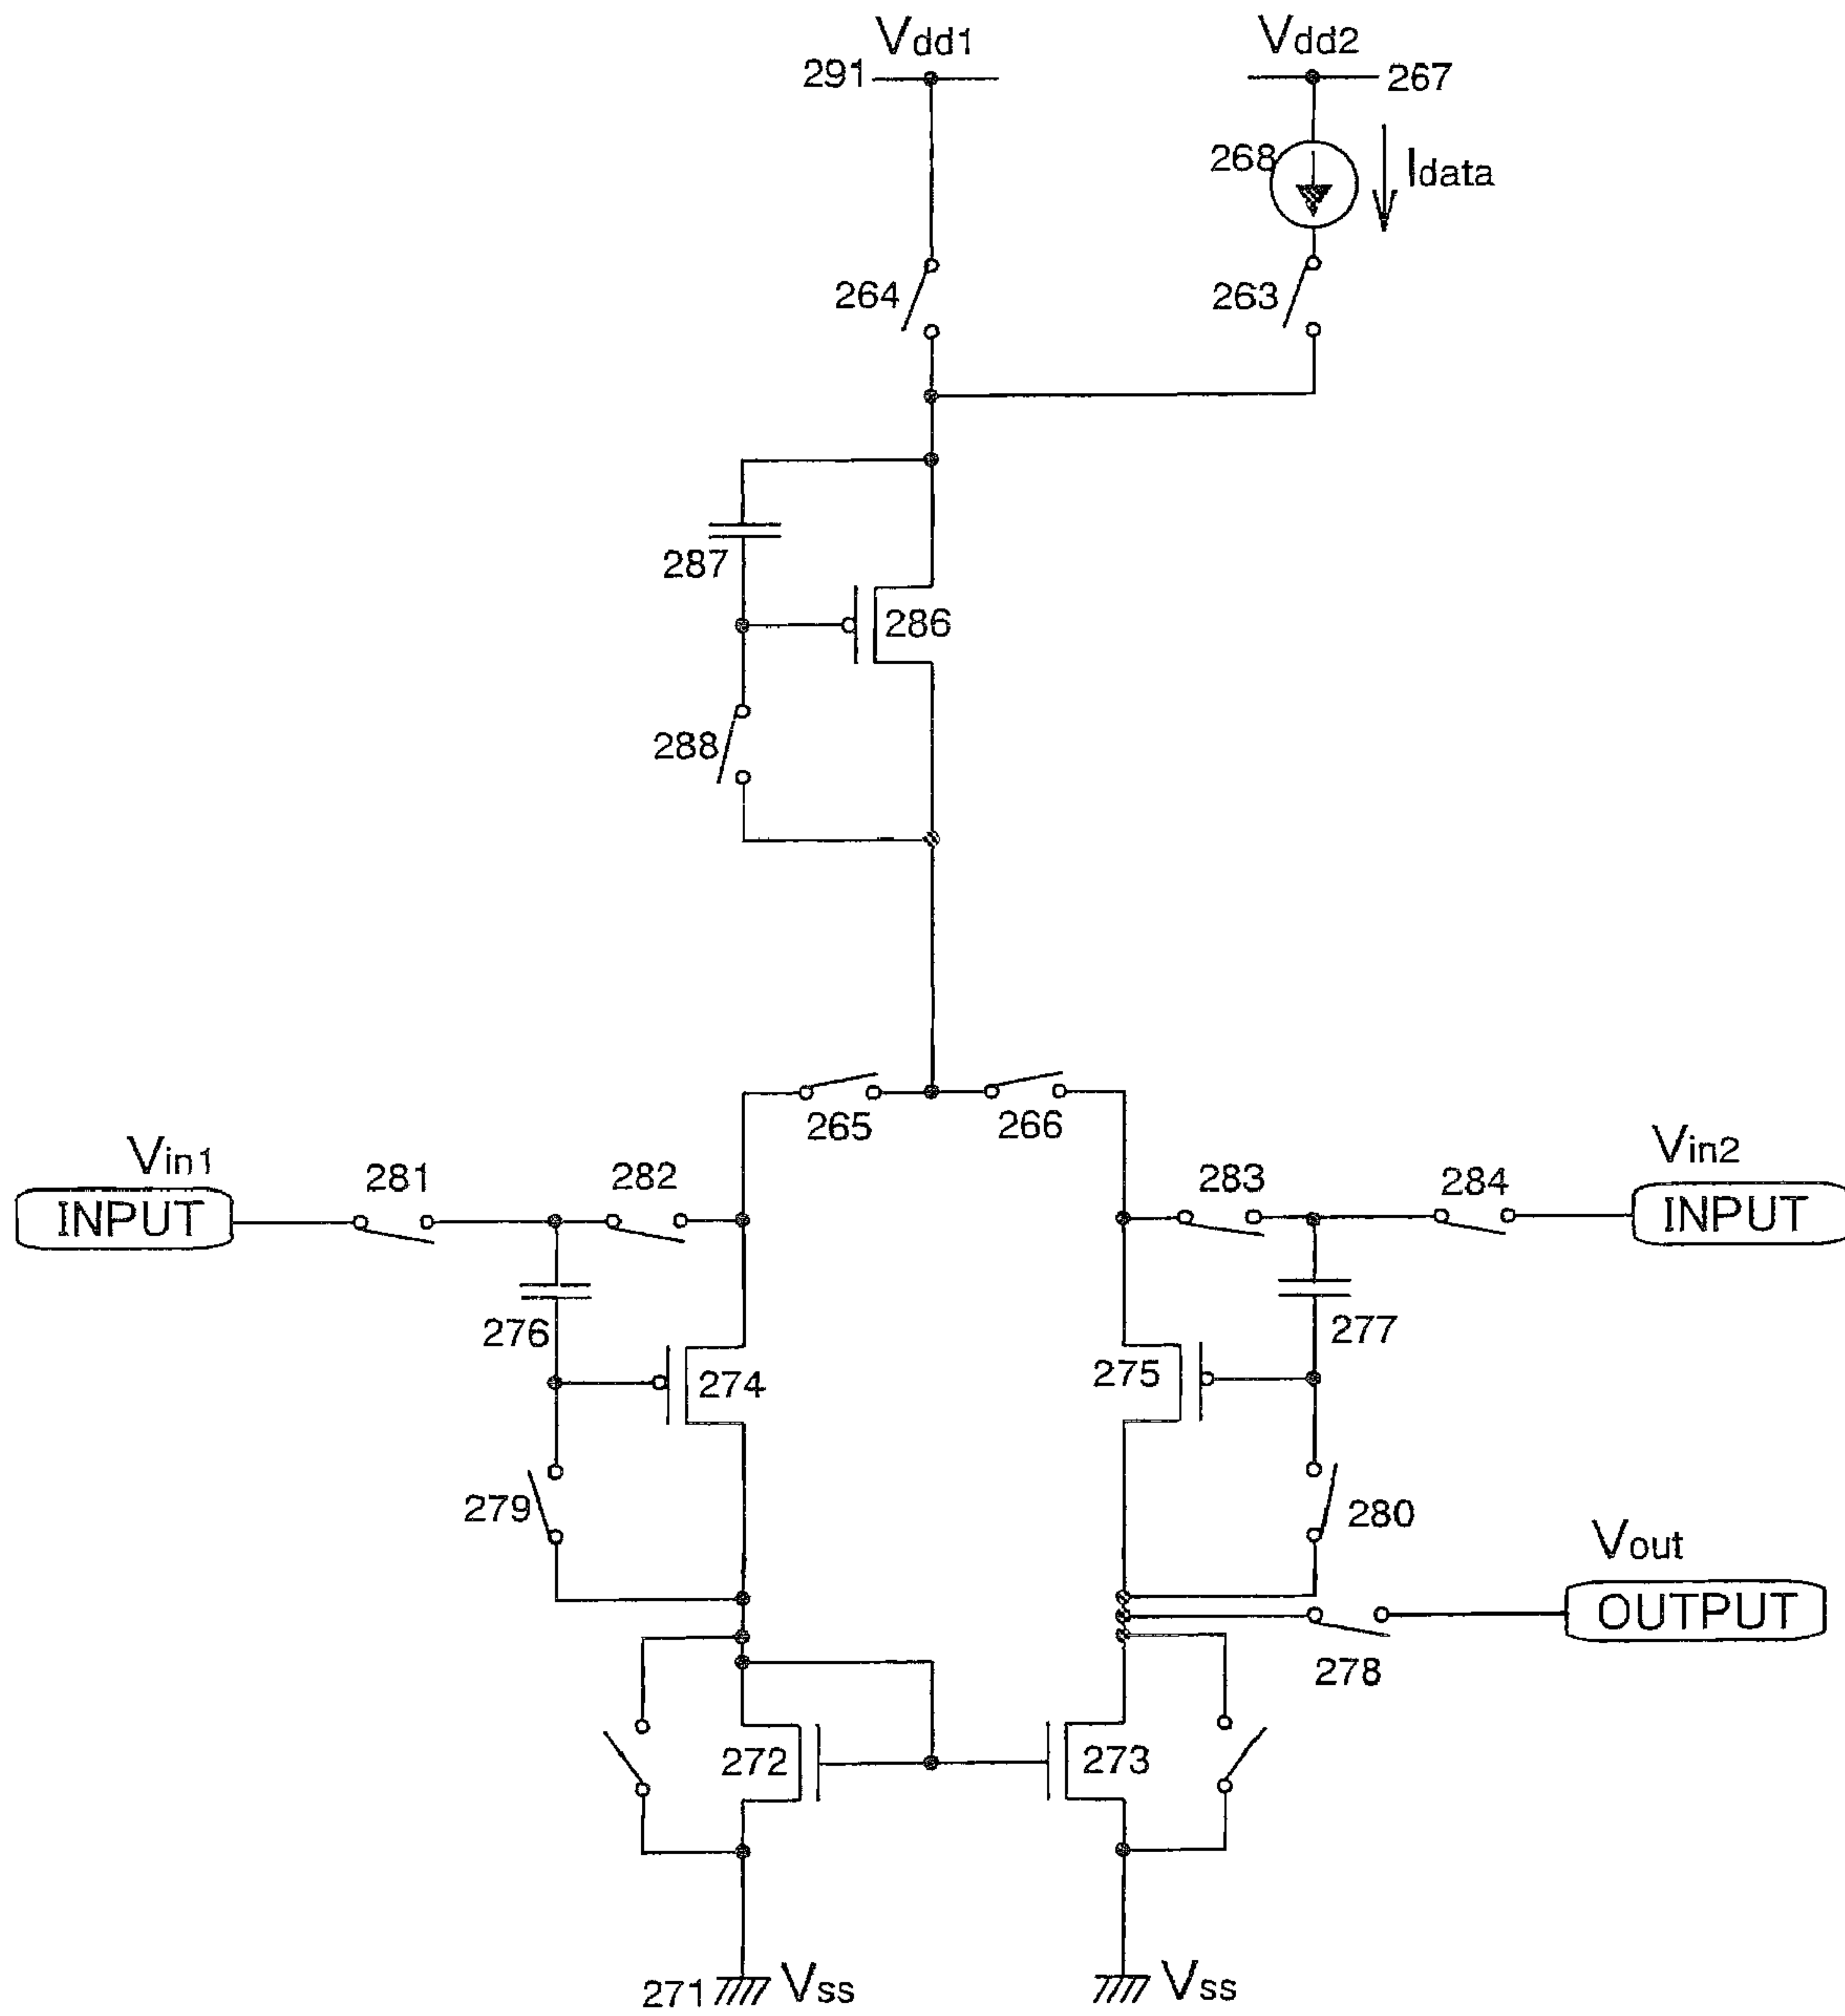 Vdd1
Vdd2
291
267
268
Idata
264
263
287
286
288
265
266
Vin1
INPUT
281
282
283
284
Vin2
INPUT
276
274
275
277
279
280
Vout
OUTPUT
278
272
273
271
Vss
Vss